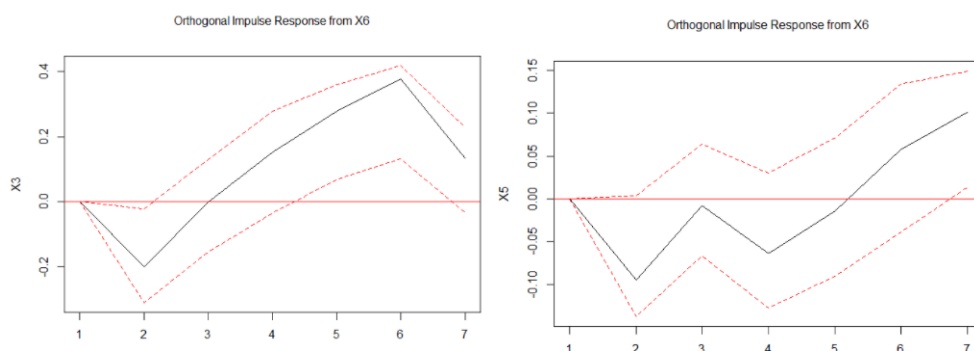 Orthogonal Impulse Response from X6
X3
0.4
0.2
0.0
-0.2
1 2 3 4 5 6 7
Orthogonal Impulse Response from X6
X5
0.15
0.10
0.05
0.00
-0.05
-0.10
1 2 3 4 5 6 7